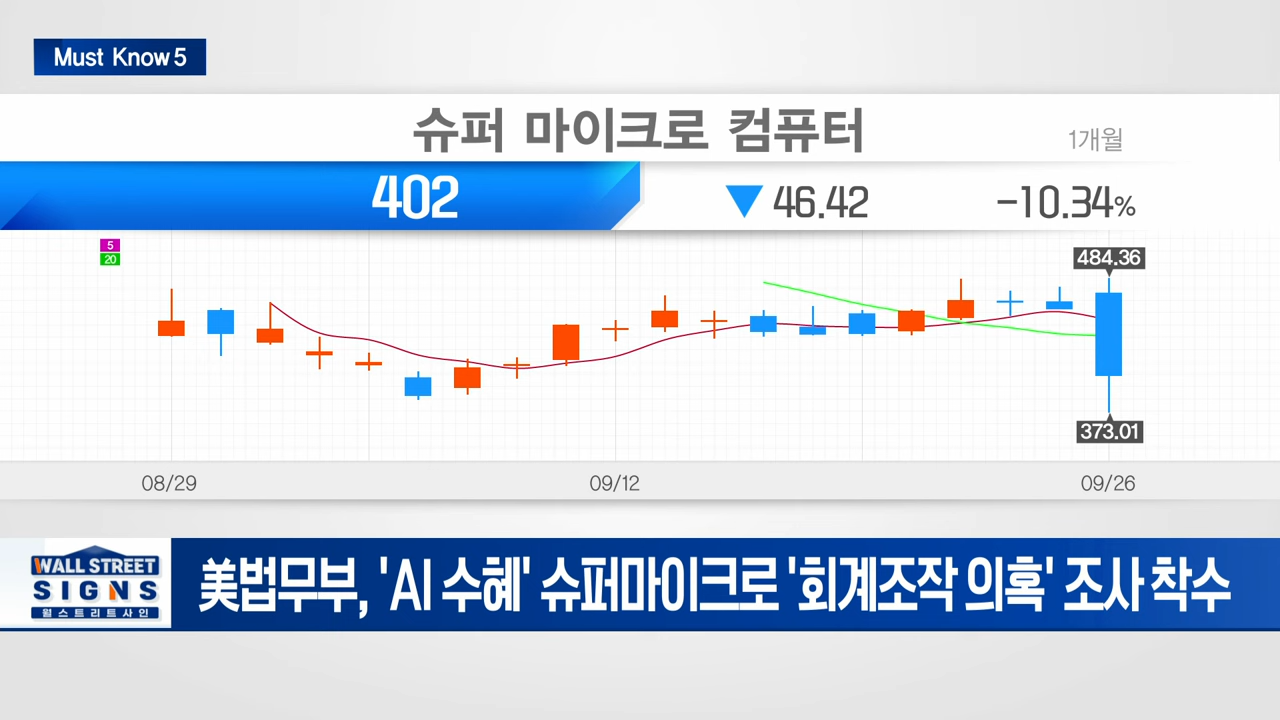 Must Know 5
슈퍼 마이크로 컴퓨터
1개월
402 ▼ 46.42 -10.34%
5
20
484.36
373.01
08/29 09/12 09/26
WALL STREET
SIGNS
월스트리트사인
美법무부, 'AI 수혜' 슈퍼마이크로 '회계조작 의혹' 조사 착수